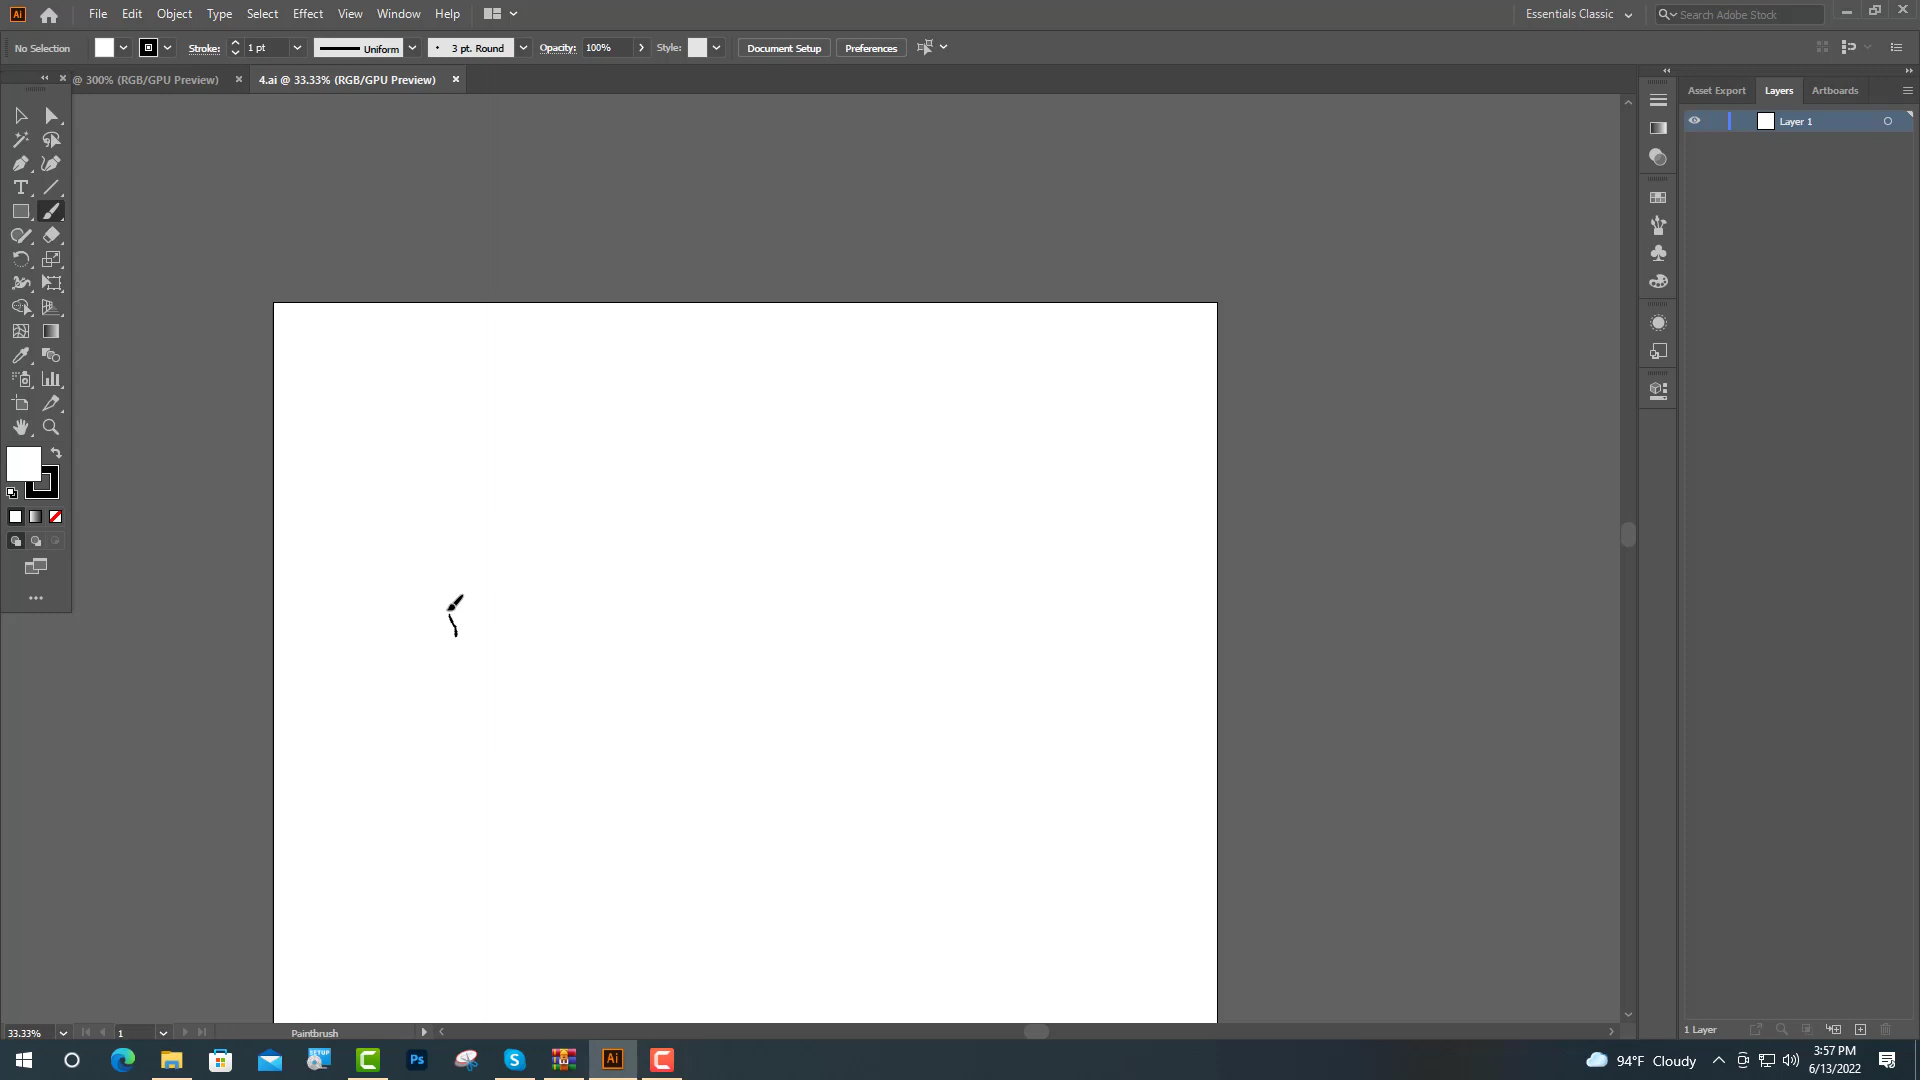 Ai File Edit Object Type Select Effect View Window Help Essentials Classic Search Adobe Stock
No Selection Stroke: 1 pt Uniform 3 pt. Round Opacity: 100% Style: Document Setup Preferences
@ 300% (RGB/GPU Preview) × 4.ai @ 33.33% (RGB/GPU Preview) ×
Asset Export Layers Artboards
Layer 1
T
33.33% 1 Paintbrush 1 Layer
SETUP Ps S Ai C 94°F Cloudy 3:57 PM
6/13/2022